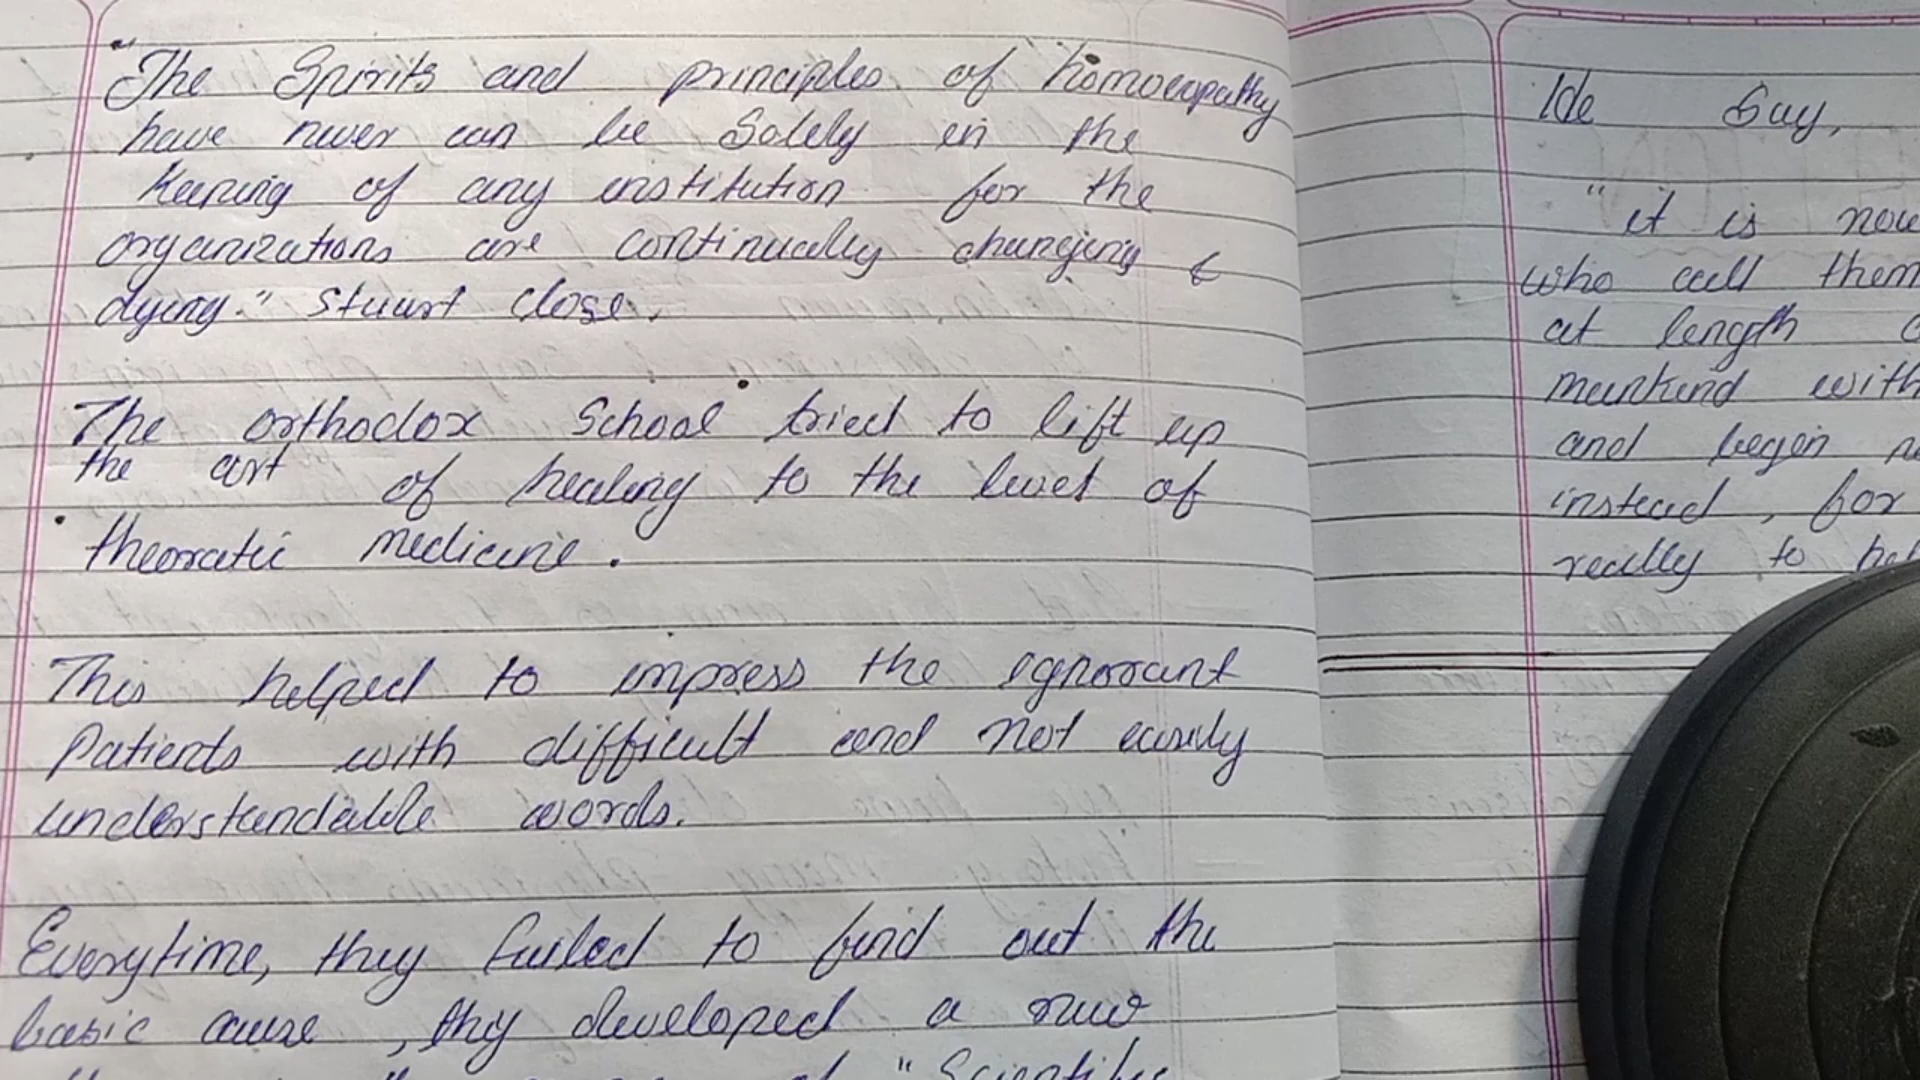 "The Spirits and principles of homoeopathy
have never can be Solely in the
Keeping of any institution for the
organizations are continually changing &
dying." Stuart Close.
The orthodox School tried to lift up
the art of healing to the level of
theoratic medicine.
This helped to impress the ignorant
Patients with difficult and not easily
understandable words.
Everytime, they failed to find out the
basic cause, they developed a new
of "Scientific
He Say,
"it is now
who call them
at length
mankind with
and begin
instead, for
really to